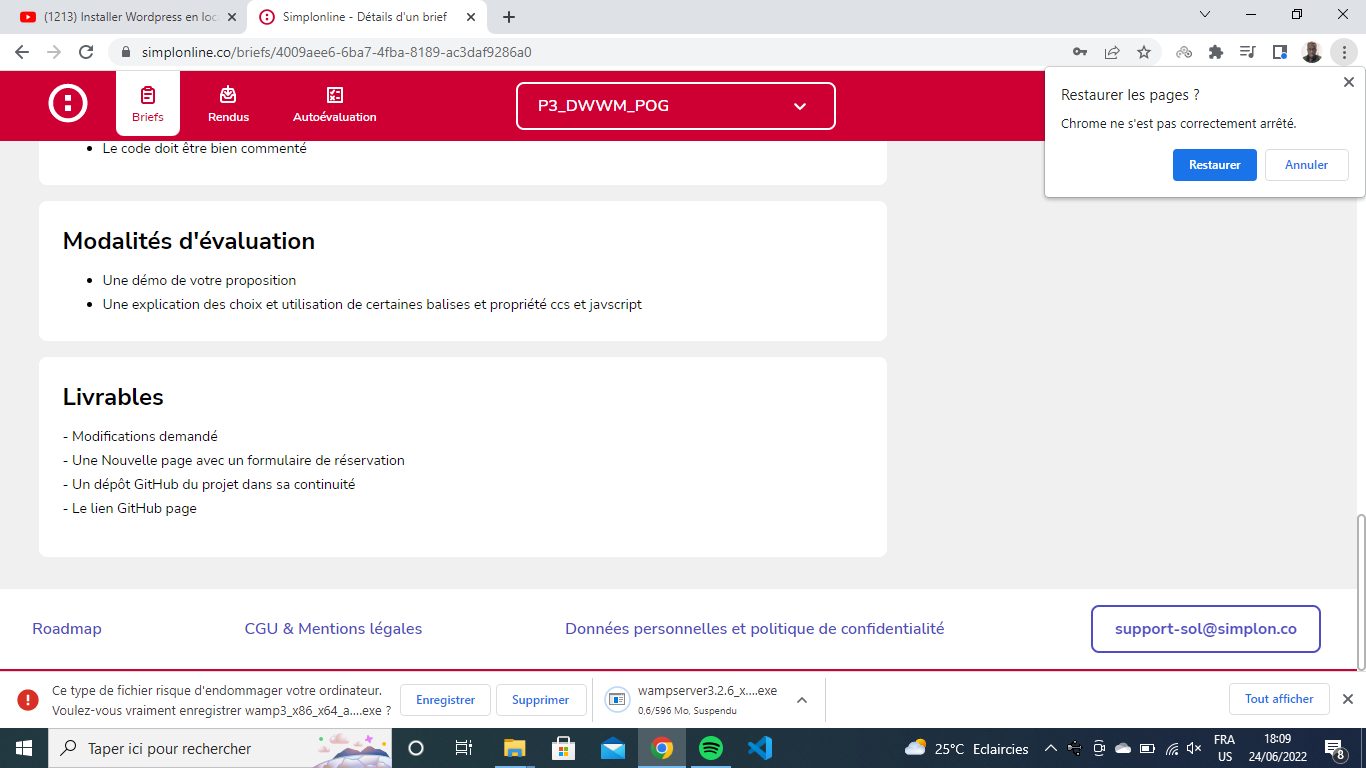 (1213) Installer Wordpress en loc
Simplonline - Détails d'un brief
simplonline.co/briefs/4009aee6-6ba7-4fba-8189-ac3daf9286a0
Briefs
Rendus
Autoévaluation
P3_DWWM_POG
Restaurer les pages ?
Chrome ne s'est pas correctement arrêté.
Restaurer
Annuler
Le code doit être bien commenté
Modalités d'évaluation
Une démo de votre proposition
Une explication des choix et utilisation de certaines balises et propriété ccs et javscript
Livrables
- Modifications demandé
- Une Nouvelle page avec un formulaire de réservation
- Un dépôt GitHub du projet dans sa continuité
- Le lien GitHub page
Roadmap
CGU & Mentions légales
Données personnelles et politique de confidentialité
support-sol@simplon.co
Ce type de fichier risque d'endommager votre ordinateur.
Voulez-vous vraiment enregistrer wamp3_x86_x64_a....exe ?
Enregistrer
Supprimer
wampserver3.2.6_x....exe
0,6/596 Mo, Suspendu
Tout afficher
Taper ici pour rechercher
25°C Eclaircies
FRA
US
18:09
24/06/2022
8